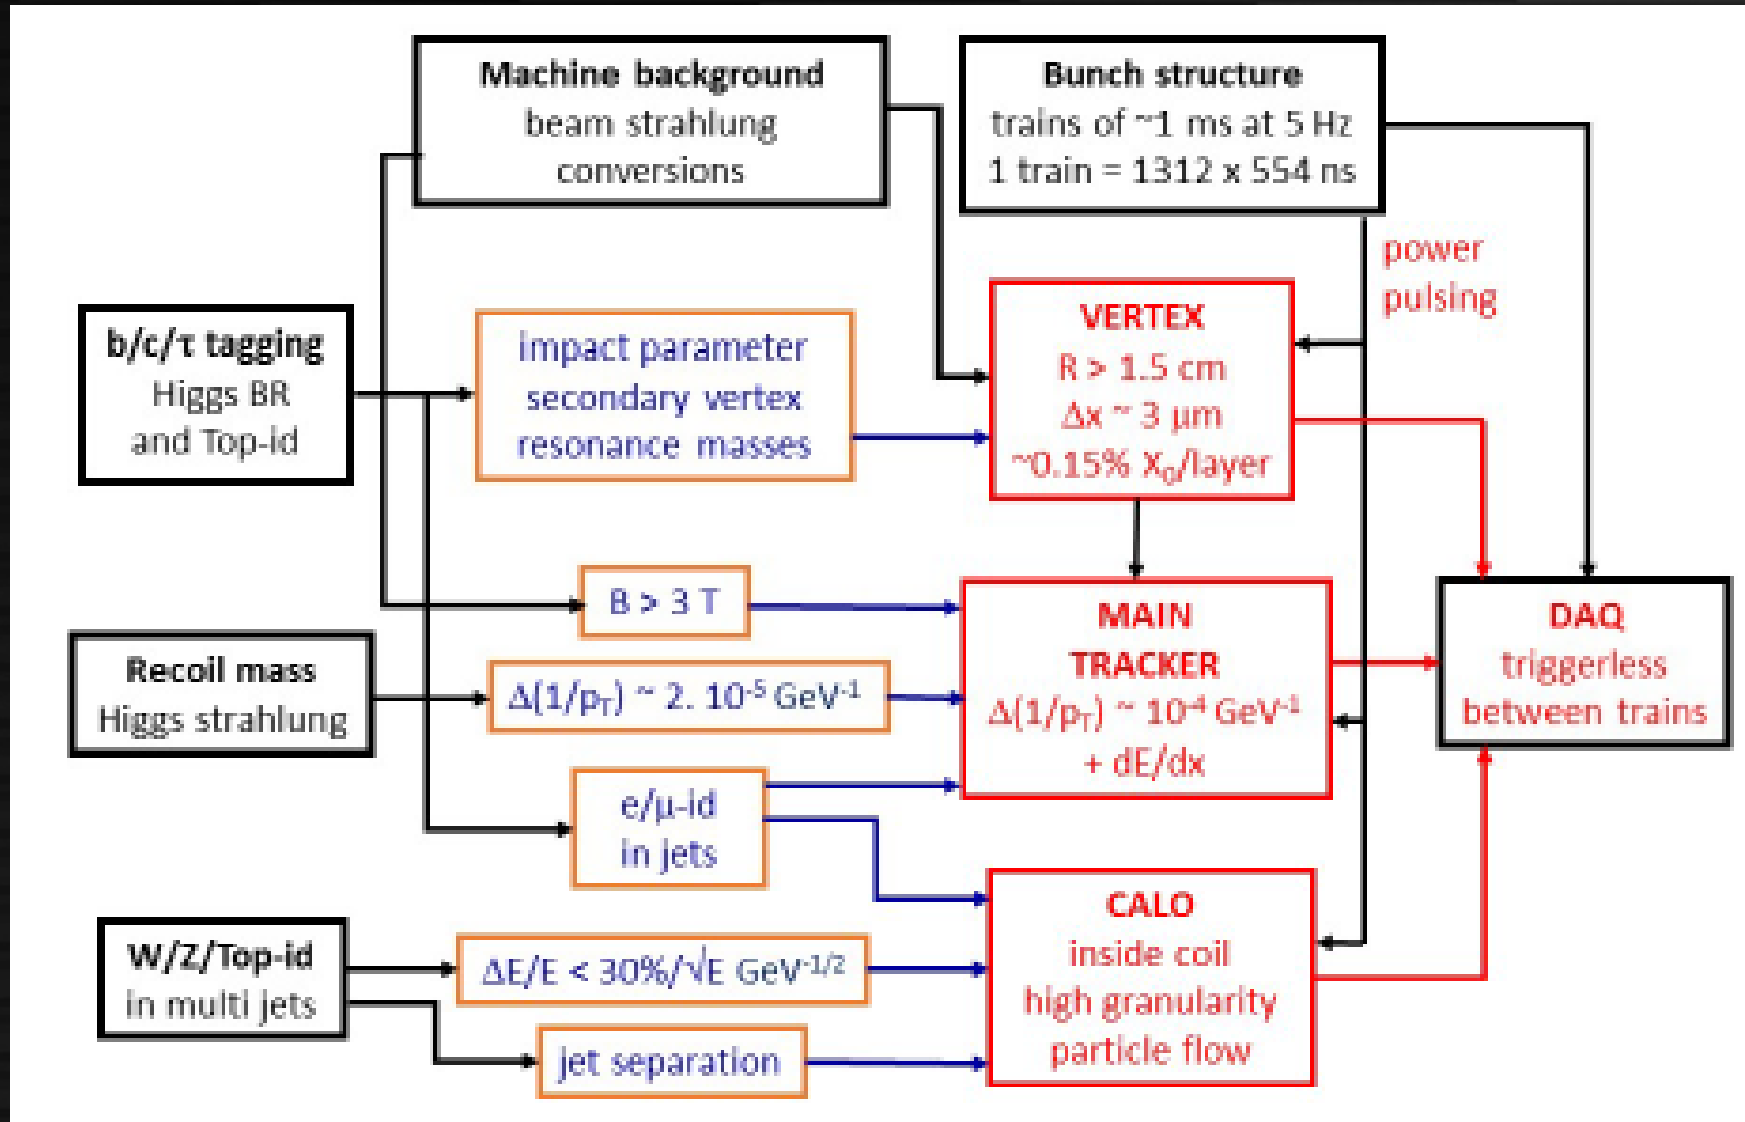 Machine background
beam strahlung
conversions
Bunch structure
trains of ~1 ms at 5 Hz
1 train = 1312 x 554 ns
power
pulsing
b/c/τ tagging
Higgs BR
and Top-id
impact parameter
secondary vertex
resonance masses
VERTEX
R > 1.5 cm
Δx ~ 3 µm
~0.15% X₀/layer
B > 3 T
Recoil mass
Higgs strahlung
Δ(1/pT) ~ 2. 10⁻⁵ GeV⁻¹
MAIN
TRACKER
Δ(1/pT) ~ 10⁻⁴ GeV⁻¹
+ dE/dx
DAQ
triggerless
between trains
e/µ-id
in jets
W/Z/Top-id
in multi jets
ΔE/E < 30%/√E GeV⁻¹/²
jet separation
CALO
inside coil
high granularity
particle flow